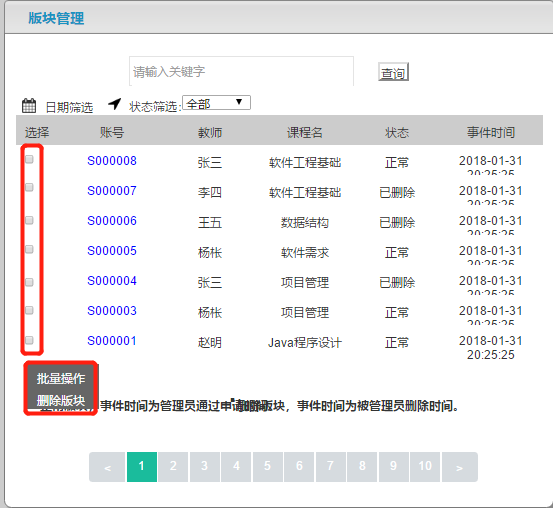 版块管理
请输入关键字 查询
日期筛选 状态筛选: 全部
选择 账号 教师 课程名 状态 事件时间
S000008 张三 软件工程基础 正常 2018-01-31
20:25:25
S000007 李四 软件工程基础 已删除 2018-01-31
20:25:25
S000006 王五 数据结构 已删除 2018-01-31
20:25:25
S000005 杨枨 软件需求 正常 2018-01-31
20:25:25
S000004 张三 项目管理 已删除 2018-01-31
20:25:25
S000003 杨枨 项目管理 正常 2018-01-31
20:25:25
S000001 赵明 Java程序设计 正常 2018-01-31
20:25:25
批量操作
删除版块
事件时间为管理员通过申请 版块，事件时间为被管理员删除时间。
< 1 2 3 4 5 6 7 8 9 10 >